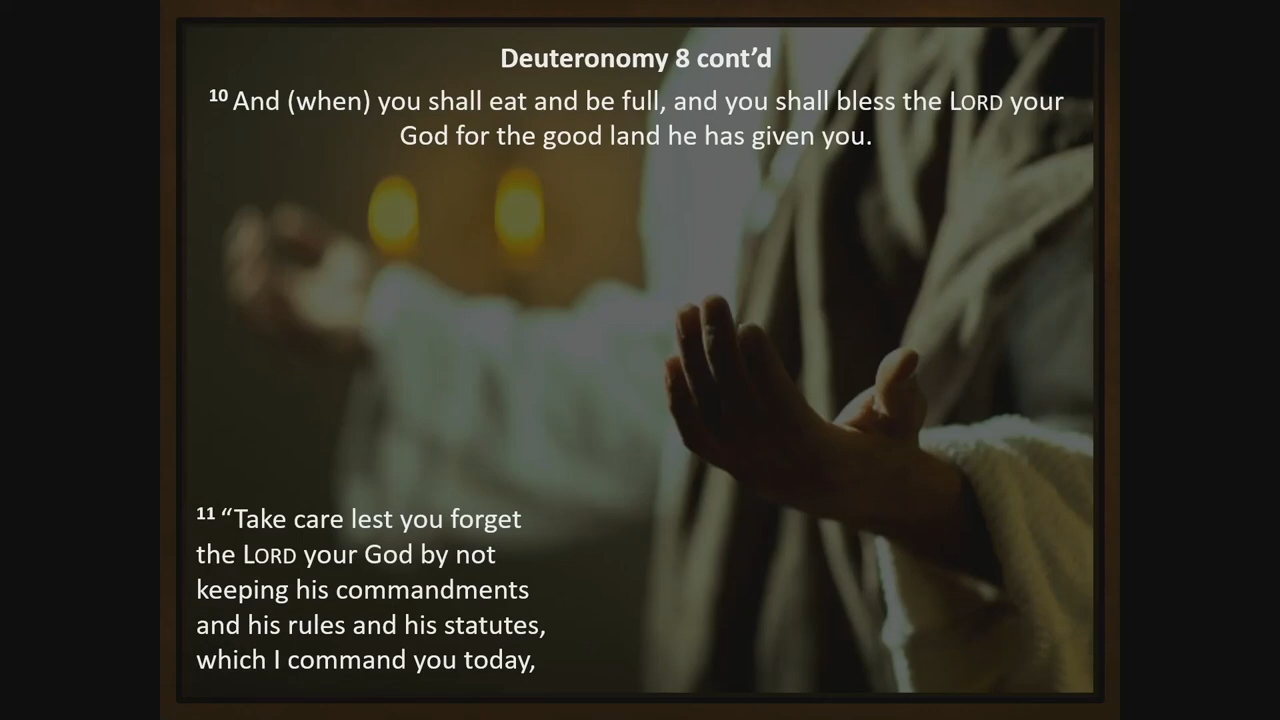 Deuteronomy 8 cont’d
10 And (when) you shall eat and be full, and you shall bless the LORD your
God for the good land he has given you.
11 “Take care lest you forget
the LORD your God by not
keeping his commandments
and his rules and his statutes,
which I command you today,